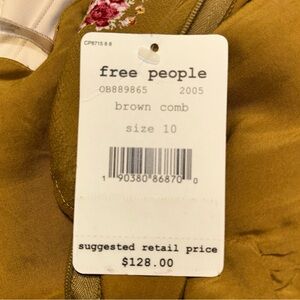 CP8715 8 8
free people
OB889865 2005
brown comb
size 10
1 90380 86870 0
suggested retail price
$128.00